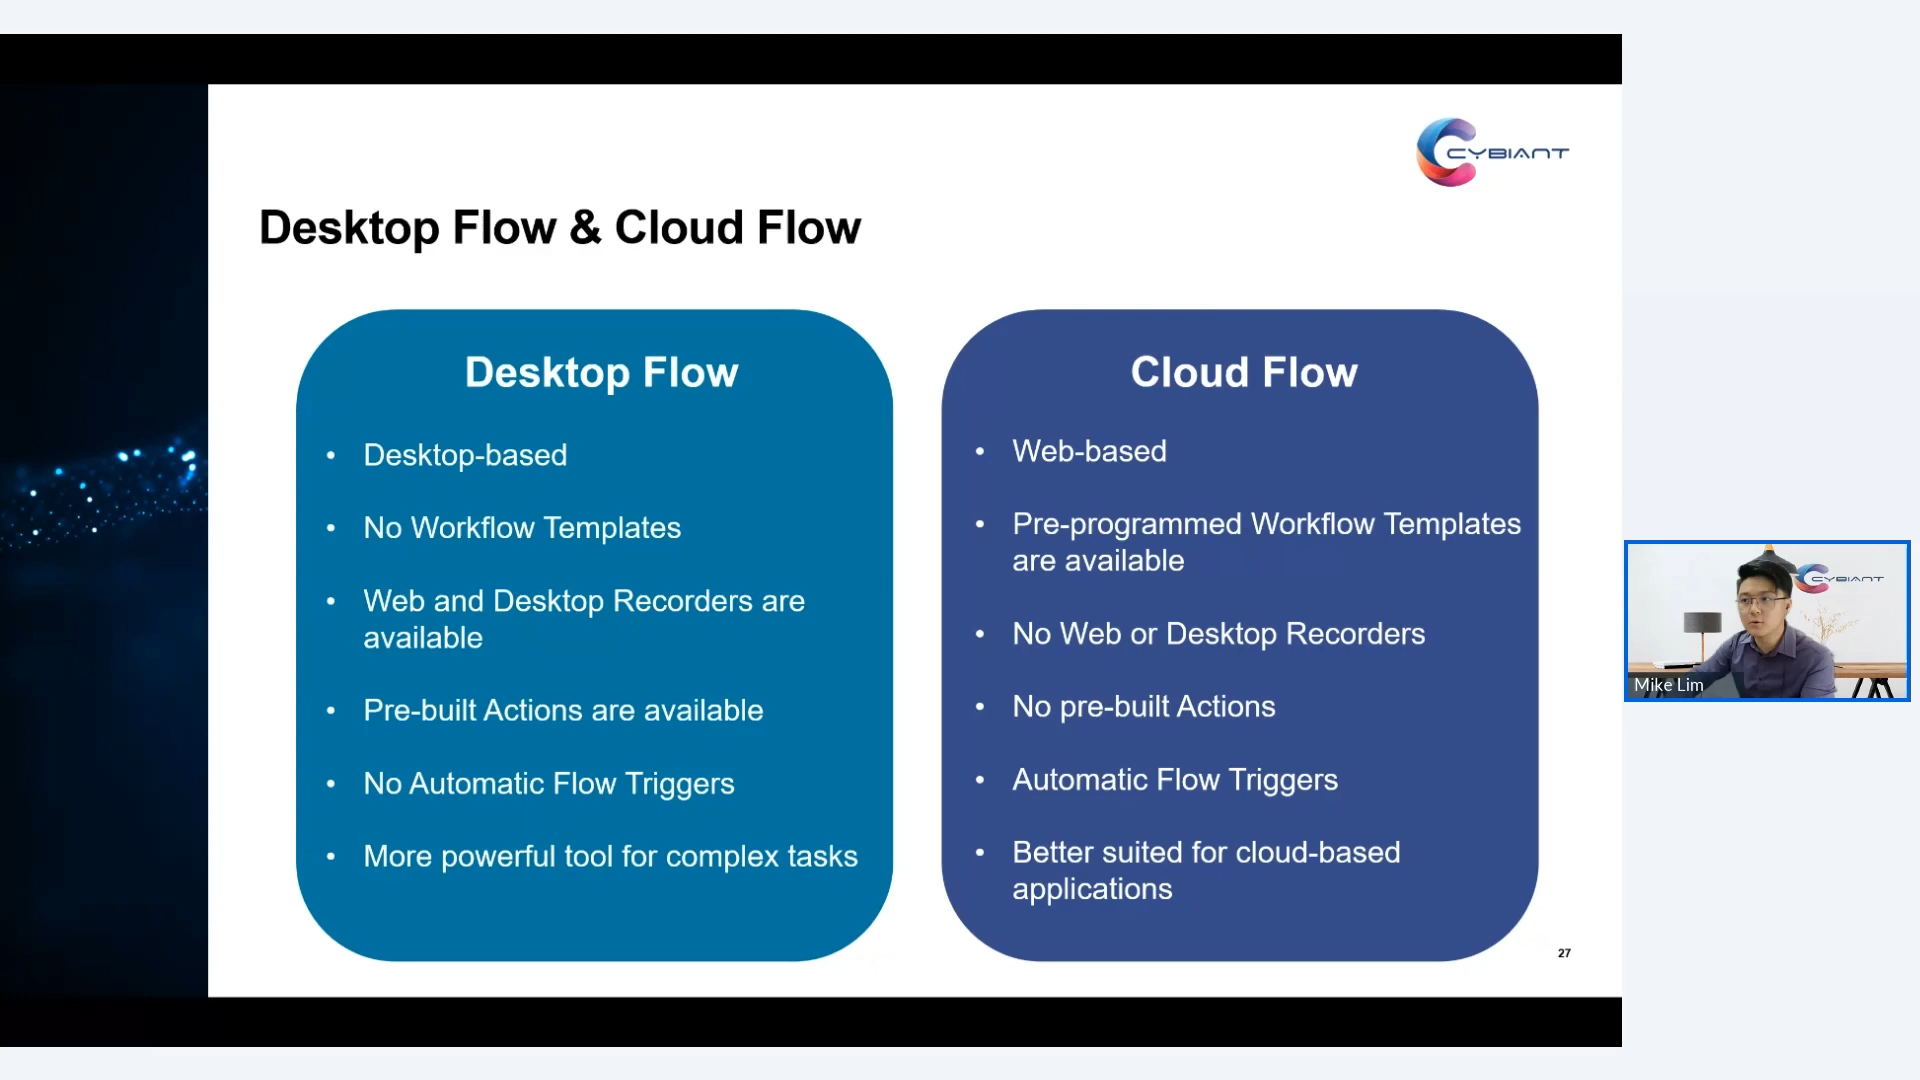 CYBIANT
Desktop Flow & Cloud Flow
Desktop Flow
• Desktop-based
• No Workflow Templates
• Web and Desktop Recorders are
available
• Pre-built Actions are available
• No Automatic Flow Triggers
• More powerful tool for complex tasks
Cloud Flow
• Web-based
• Pre-programmed Workflow Templates
are available
• No Web or Desktop Recorders
• No pre-built Actions
• Automatic Flow Triggers
• Better suited for cloud-based
applications
27
CYBIANT
Mike Lim